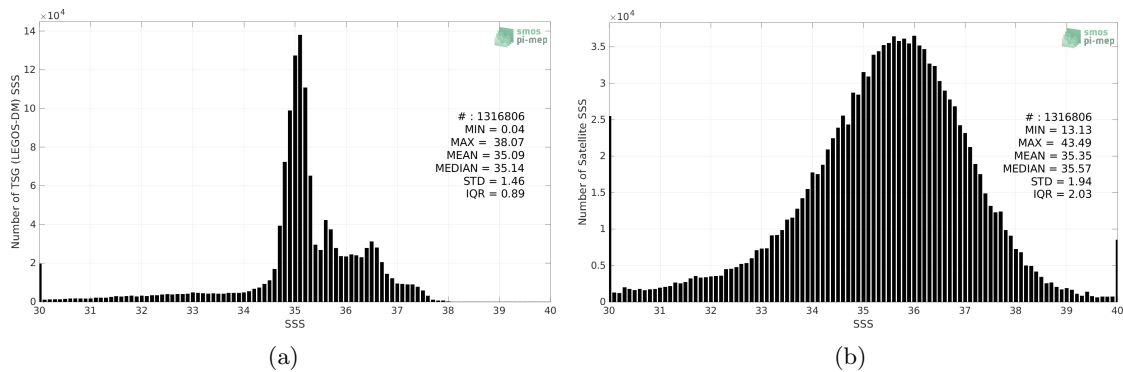 ×10⁴
14
12
10
8
6
4
2
0
Number of TSG (LEGOS-DM) SSS
30 31 32 33 34 35 36 37 38 39 40
SSS
smos
pi-mep
# : 1316806
MIN = 0.04
MAX = 38.07
MEAN = 35.09
MEDIAN = 35.14
STD = 1.46
IQR = 0.89
(a)
×10⁴
3.5
3
2.5
2
1.5
1
0.5
0
Number of Satellite SSS
30 31 32 33 34 35 36 37 38 39 40
SSS
smos
pi-mep
# : 1316806
MIN = 13.13
MAX = 43.49
MEAN = 35.35
MEDIAN = 35.57
STD = 1.94
IQR = 2.03
(b)